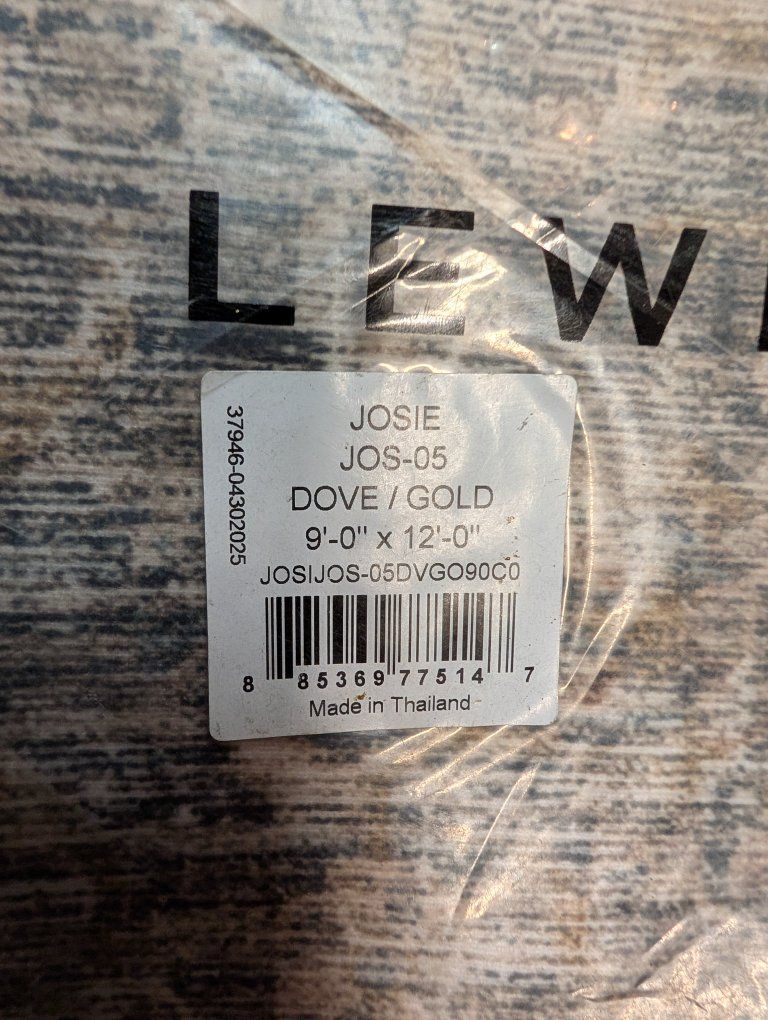 LEW
JOSIE
JOS-05
DOVE / GOLD
9'-0" x 12'-0"
JOSIJOS-05DVGO90C0
8 85369 77514 7
Made in Thailand
37946-04302025